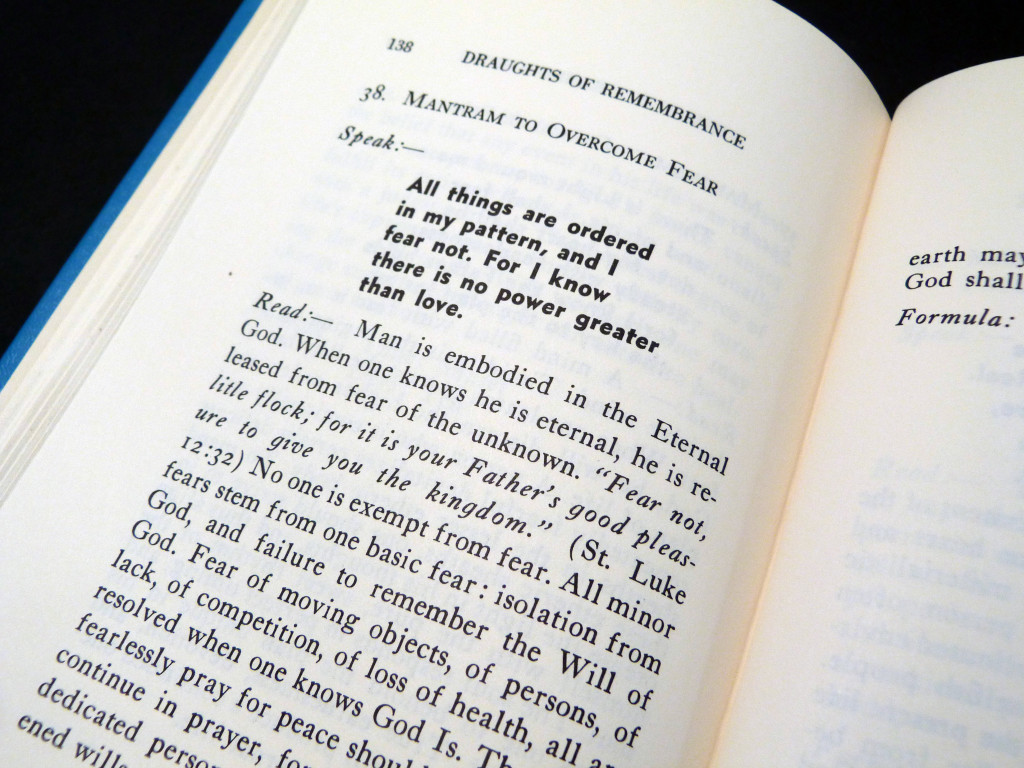 138 DRAUGHTS OF REMEMBRANCE
38. MANTRAM TO OVERCOME FEAR
Speak:—
All things are ordered
in my pattern, and I
fear not. For I know
there is no power greater
than love.
Read:— Man is embodied in the Eternal
God. When one knows he is eternal, he is re-
leased from fear of the unknown. "Fear not,
litle flock; for it is your Father's good pleas-
ure to give you the kingdom." (St. Luke
12:32) No one is exempt from fear. All minor
fears stem from one basic fear: isolation from
God, and failure to remember the Will of
God. Fear of moving objects, of persons, of
lack, of competition, of loss of health, all
resolved when one knows God Is.
fearlessly pray for peace
continue in prayer,
dedicated
ened
earth may
God shall
Formula: